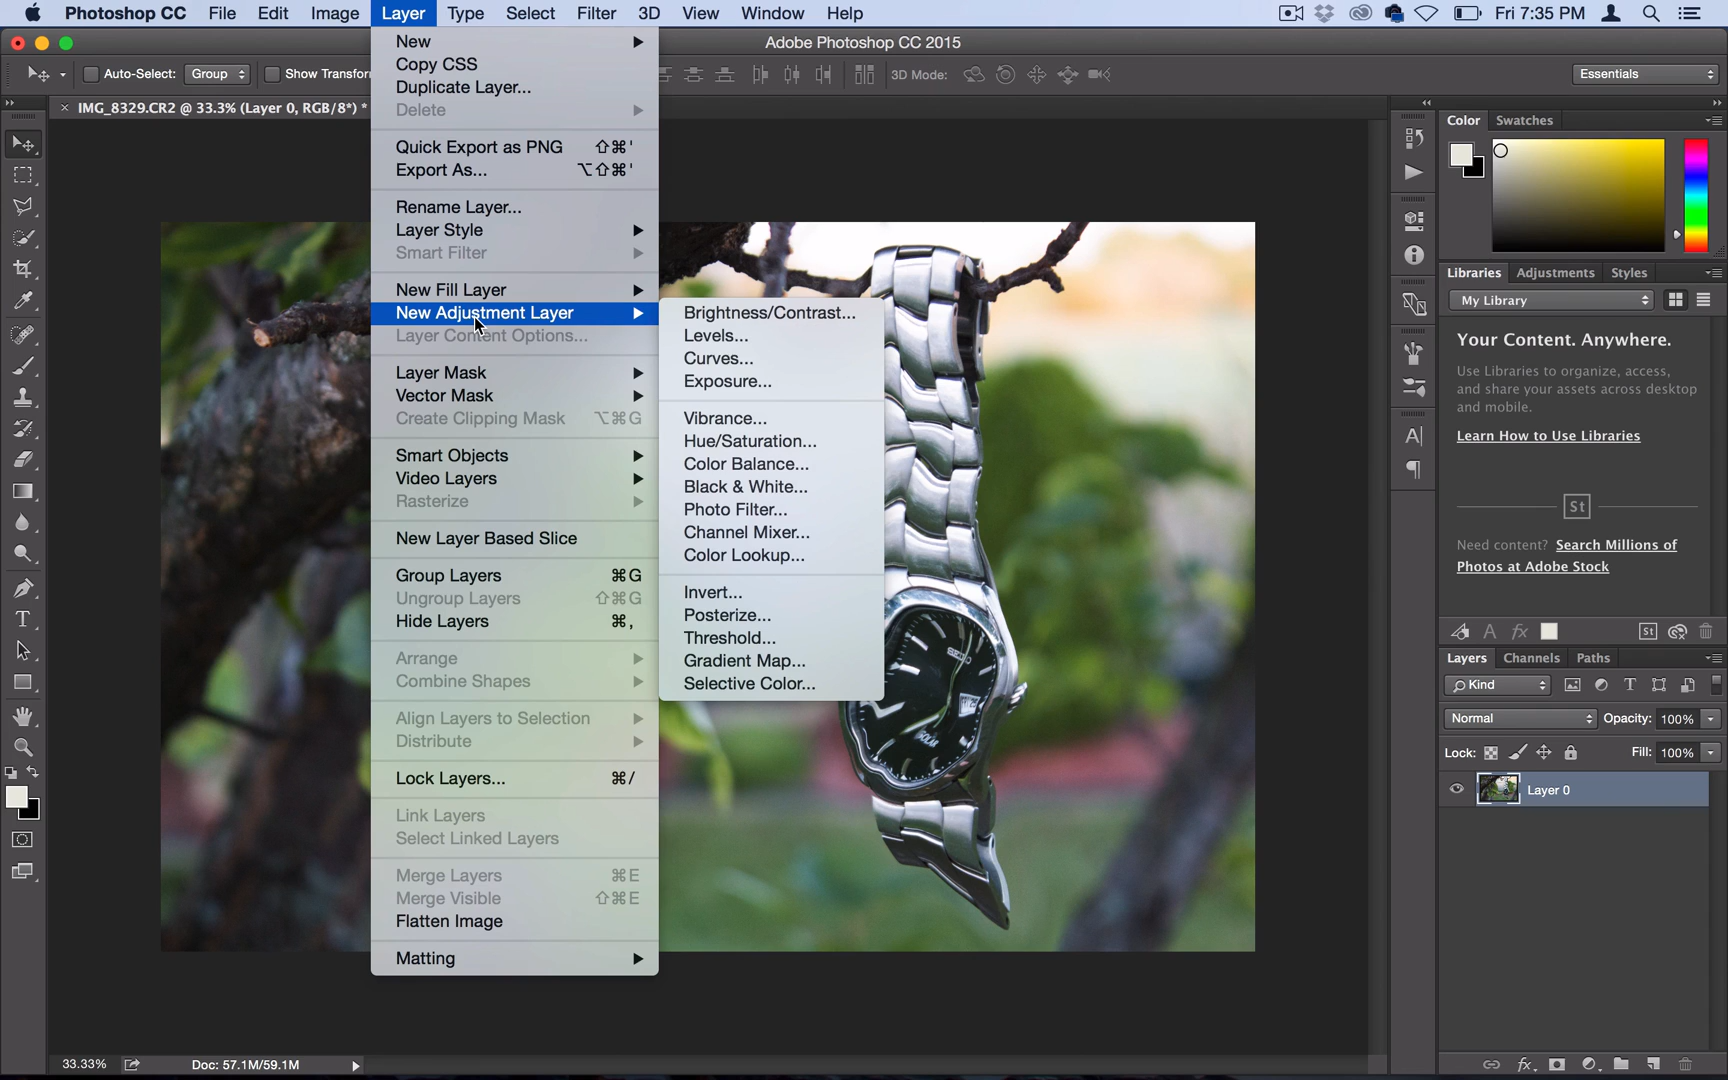 Photoshop CC File Edit Image Layer Type Select Filter 3D View Window Help Fri 7:35 PM
Adobe Photoshop CC 2015
Auto-Select: Group Show Transfor 3D Mode: Essentials
× IMG_8329.CR2 @ 33.3% (Layer 0, RGB/8*) *
New
Copy CSS
Duplicate Layer...
Delete
Quick Export as PNG ⇧⌘'
Export As... ⌥⇧⌘'
Rename Layer...
Layer Style
Smart Filter
New Fill Layer
New Adjustment Layer
Layer Content Options...
Layer Mask
Vector Mask
Create Clipping Mask ⌥⌘G
Smart Objects
Video Layers
Rasterize
New Layer Based Slice
Group Layers ⌘G
Ungroup Layers ⇧⌘G
Hide Layers ⌘,
Arrange
Combine Shapes
Align Layers to Selection
Distribute
Lock Layers... ⌘/
Link Layers
Select Linked Layers
Merge Layers ⌘E
Merge Visible ⇧⌘E
Flatten Image
Matting
Brightness/Contrast...
Levels...
Curves...
Exposure...
Vibrance...
Hue/Saturation...
Color Balance...
Black & White...
Photo Filter...
Channel Mixer...
Color Lookup...
Invert...
Posterize...
Threshold...
Gradient Map...
Selective Color...
SEIKO
SOLAR
Color Swatches
Libraries Adjustments Styles
My Library
Your Content. Anywhere.
Use Libraries to organize, access,
and share your assets across desktop
and mobile.
Learn How to Use Libraries
St
Need content? Search Millions of
Photos at Adobe Stock
A fx St
Layers Channels Paths
Kind T
Normal Opacity: 100%
Lock: Fill: 100%
Layer 0
33.33% Doc: 57.1M/59.1M fx